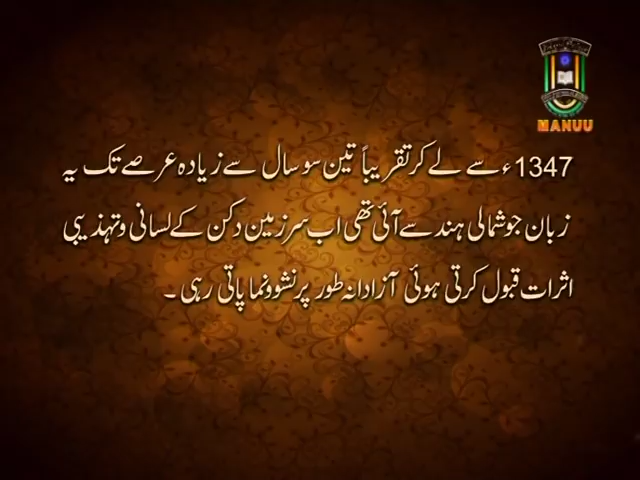 MANUU
1347ء سے لے کر تقریباً تین سو سال سے زیادہ عرصے تک یہ
زبان جو شمالی ہند سے آئی تھی اب سرزمین دکن کے لسانی و تہذیبی
اثرات قبول کرتی ہوئی آزادانہ طور پر نشوونما پاتی رہی ۔